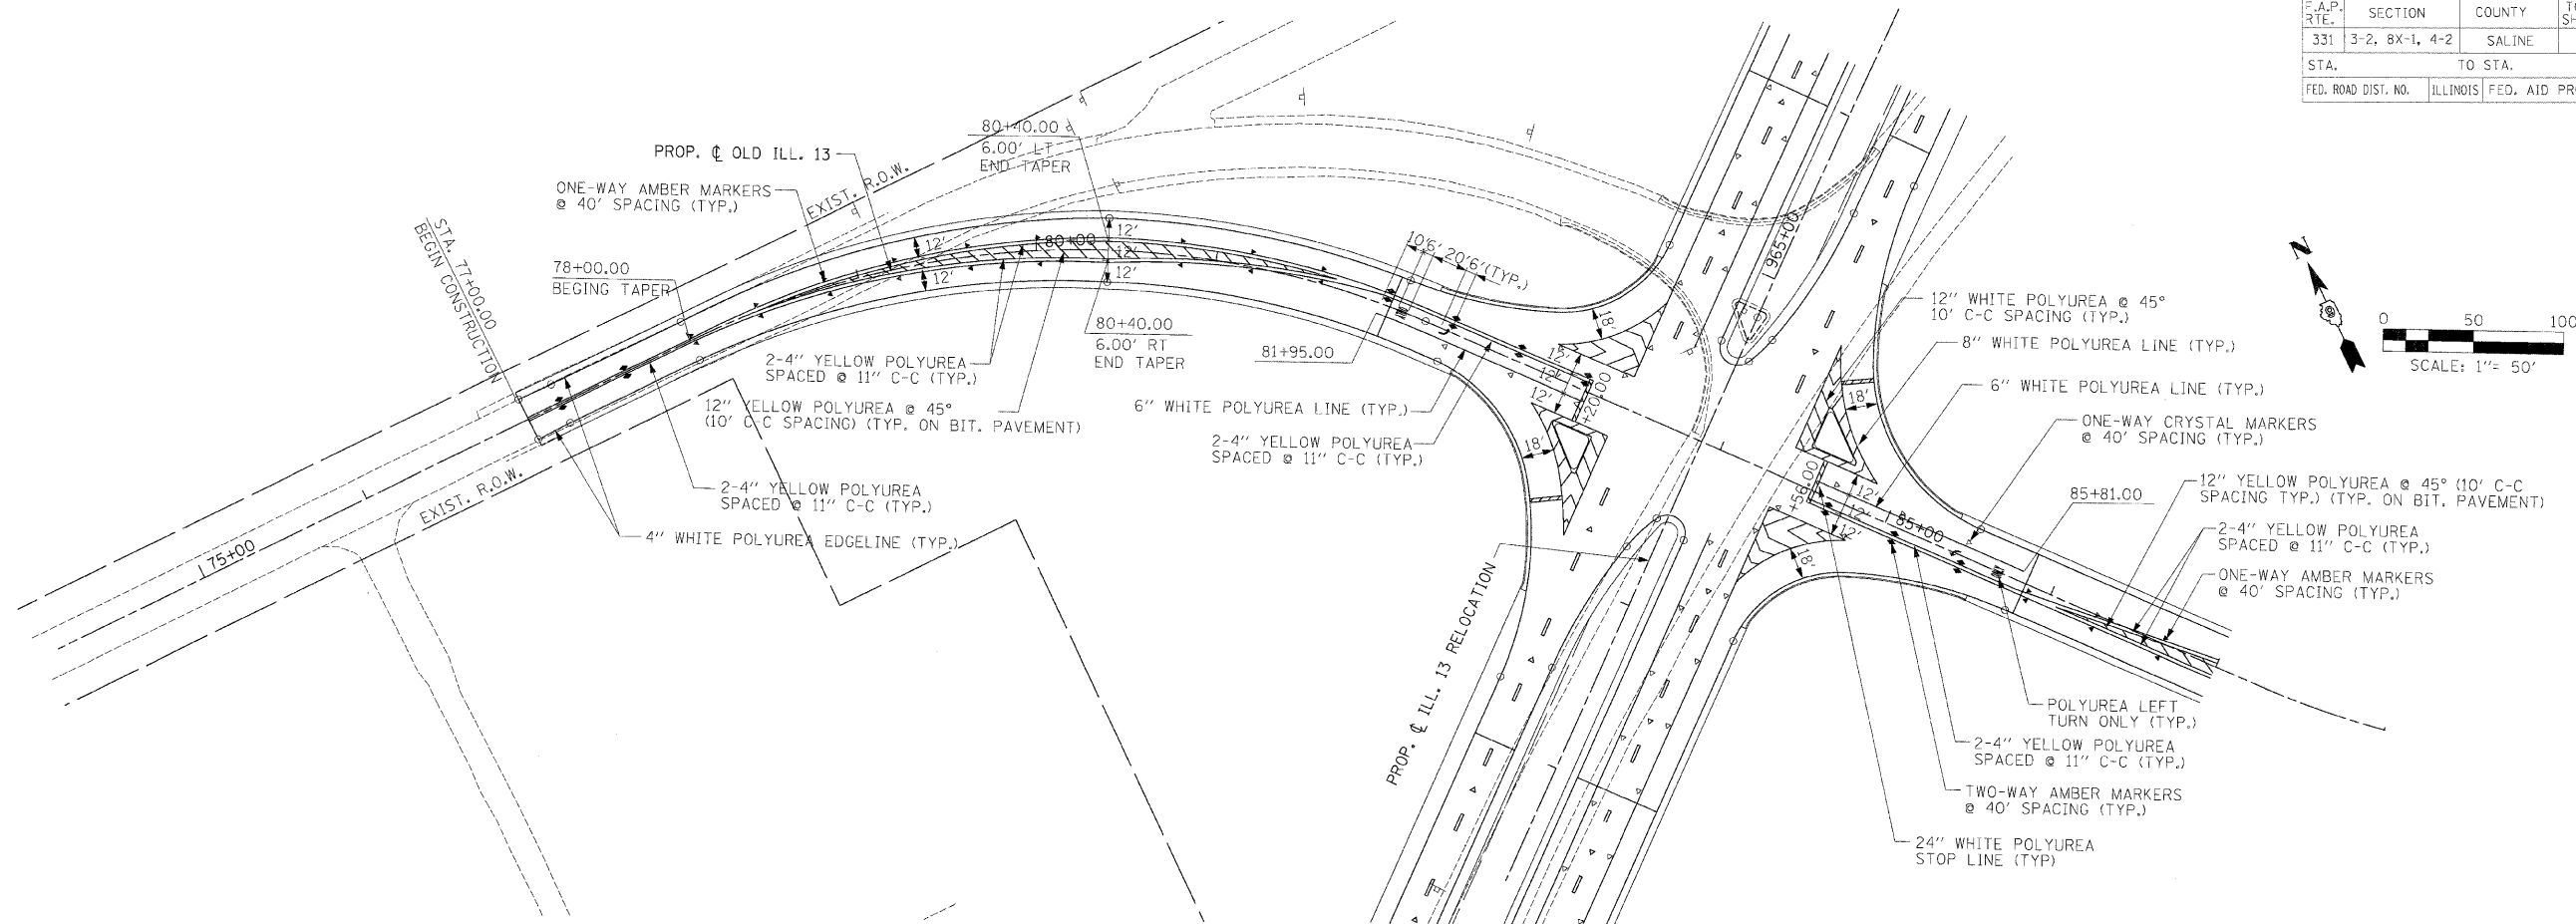 F.A.P. RTE.
SECTION
COUNTY
331
3-2, 8X-1, 4-2
SALINE
STA.
TO STA.
FED. ROAD DIST. NO.
ILLINOIS
FED. AID
80+40.00
6.00' LT
END TAPER
PROP. ℄ OLD ILL. 13
ONE-WAY AMBER MARKERS
@ 40' SPACING (TYP.)
EXIST. R.O.W.
STA. 77+00.00
BEGIN CONSTRUCTION
78+00.00
BEGING TAPER
12'
12'
80+00
12'
12'
12'
10'
6'
20'
6'
(TYP.)
965+00
N
0
50
100
SCALE: 1"= 50'
12" WHITE POLYUREA @ 45°
10' C-C SPACING (TYP.)
8" WHITE POLYUREA LINE (TYP.)
6" WHITE POLYUREA LINE (TYP.)
ONE-WAY CRYSTAL MARKERS
@ 40' SPACING (TYP.)
80+40.00
6.00' RT
END TAPER
81+95.00
18'
12'
12'
12'
+20.00
18'
18'
2-4" YELLOW POLYUREA
SPACED @ 11" C-C (TYP.)
12" YELLOW POLYUREA @ 45°
(10' C-C SPACING) (TYP. ON BIT. PAVEMENT)
6" WHITE POLYUREA LINE (TYP.)
2-4" YELLOW POLYUREA
SPACED @ 11" C-C (TYP.)
2-4" YELLOW POLYUREA
SPACED @ 11" C-C (TYP.)
4" WHITE POLYUREA EDGELINE (TYP.)
EXIST. R.O.W.
75+00
+56.00
12'
12'
12'
85+00
18'
85+81.00
12" YELLOW POLYUREA @ 45° (10' C-C
SPACING TYP.) (TYP. ON BIT. PAVEMENT)
2-4" YELLOW POLYUREA
SPACED @ 11" C-C (TYP.)
ONE-WAY AMBER MARKERS
@ 40' SPACING (TYP.)
PROP. ℄ ILL. 13 RELOCATION
POLYUREA LEFT
TURN ONLY (TYP.)
2-4" YELLOW POLYUREA
SPACED @ 11" C-C (TYP.)
TWO-WAY AMBER MARKERS
@ 40' SPACING (TYP.)
24" WHITE POLYUREA
STOP LINE (TYP)